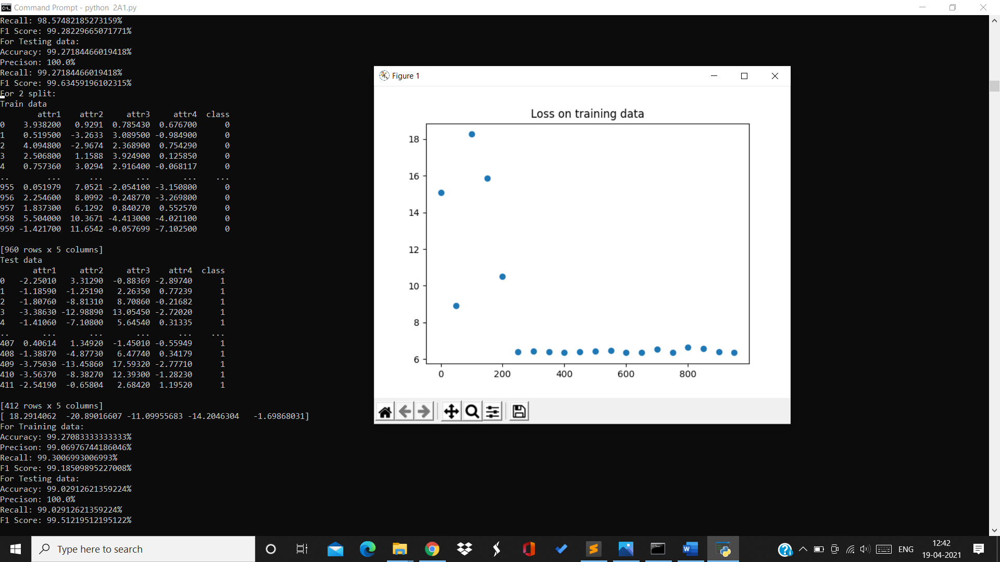 Command Prompt - python  2A1.py
Recall: 98.57482185273159%
F1 Score: 99.28229665071771%
For Testing data:
Accuracy: 99.27184466019418%
Precison: 100.0%
Recall: 99.27184466019418%
F1 Score: 99.63459196102315%
For 2 split:
Train data
attr1 attr2 attr3 attr4 class
0 3.938200 0.9291 0.785430 0.676700 0
1 0.519500 -3.2633 3.089500 -0.984900 0
2 4.094800 -2.9674 2.368900 0.754290 0
3 2.506800 1.1588 3.924900 0.125850 0
4 0.757360 3.0294 2.916400 -0.068117 0
.. ... ... ... ... ...
955 0.051979 7.0521 -2.054100 -3.150800 0
956 2.254600 8.0992 -0.248770 -3.269800 0
957 1.837300 6.1292 0.840270 0.552570 0
958 5.504000 10.3671 -4.413000 -4.021100 0
959 -1.421700 11.6542 -0.057699 -7.102500 0
[960 rows x 5 columns]
Test data
attr1 attr2 attr3 attr4 class
0 -2.25010 3.31290 -0.88369 -2.89740 1
1 -1.18590 -1.25190 2.26350 0.77239 1
2 -1.80760 -8.81310 8.70860 -0.21682 1
3 -3.38630 -12.98890 13.05450 -2.72020 1
4 -1.41060 -7.10800 5.64540 0.31335 1
.. ... ... ... ... ...
407 0.40614 1.34920 -1.45010 -0.55949 1
408 -1.38870 -4.87730 6.47740 0.34179 1
409 -3.75030 -13.45860 17.59320 -2.77710 1
410 -3.56370 -8.38270 12.39300 -1.28230 1
411 -2.54190 -0.65804 2.68420 1.19520 1
[412 rows x 5 columns]
[ 18.2914062  -20.89016607 -11.09955683 -14.2046304   -1.69868031]
For Training data:
Accuracy: 99.27083333333333%
Precison: 99.06976744186046%
Recall: 99.3006993006993%
F1 Score: 99.18509895227008%
For Testing data:
Accuracy: 99.02912621359224%
Precison: 100.0%
Recall: 99.02912621359224%
F1 Score: 99.51219512195122%
Figure 1
Loss on training data
18
16
14
12
10
8
6
0 200 400 600 800
Type here to search
ENG
12:42
19-04-2021